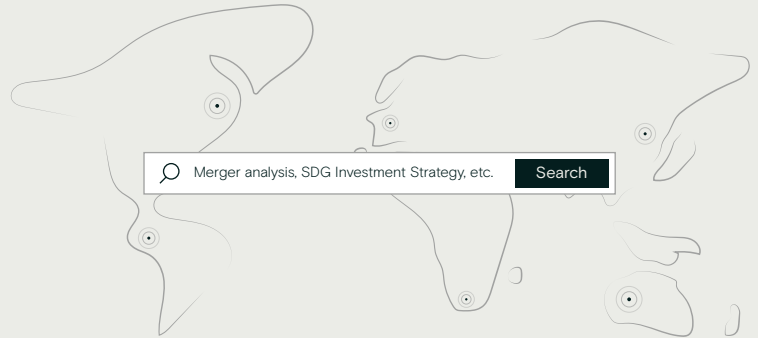 Merger analysis, SDG Investment Strategy, etc. Search